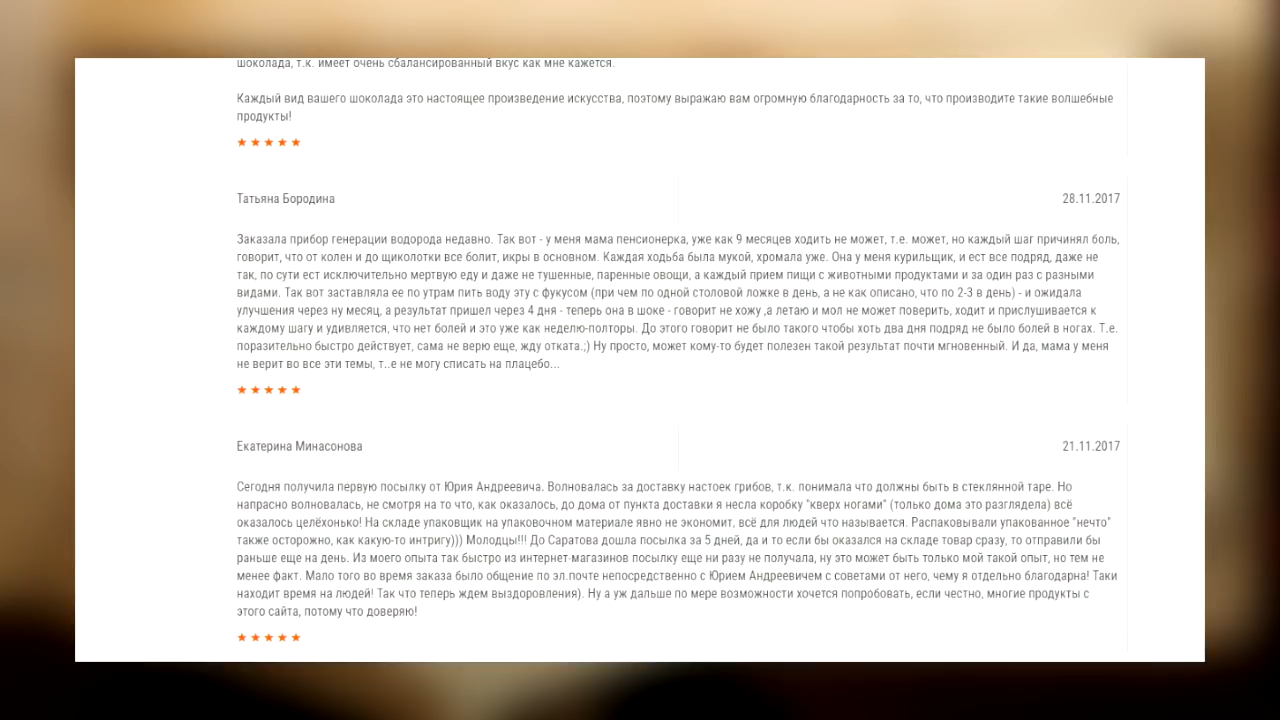 шоколада, т.к. имеет очень сбалансированный вкус как мне кажется.
Каждый вид вашего шоколада это настоящее произведение искусства, поэтому выражаю вам огромную благодарность за то, что производите такие волшебные
продукты!
Татьяна Бородина
28.11.2017
Заказала прибор генерации водорода недавно. Так вот - у меня мама пенсионерка, уже как 9 месяцев ходить не может, т.е. может, но каждый шаг причинял боль,
говорит, что от колен и до щиколотки все болит, икры в основном. Каждая ходьба была мукой, хромала уже. Она у меня курильщик, и ест все подряд, даже не
так, по сути ест исключительно мертвую еду и даже не тушенные, паренные овощи, а каждый прием пищи с животными продуктами и за один раз с разными
видами. Так вот заставляла ее по утрам пить воду эту с фукусом (при чем по одной столовой ложке в день, а не как описано, что по 2-3 в день) - и ожидала
улучшения через ну месяц, а результат пришел через 4 дня - теперь она в шоке - говорит не хожу ,а летаю и мол не может поверить, ходит и прислушивается к
каждому шагу и удивляется, что нет болей и это уже как неделю-полторы. До этого говорит не было такого чтобы хоть два дня подряд не было болей в ногах. Т.е.
поразительно быстро действует, сама не верю еще, жду отката.;) Ну просто, может кому-то будет полезен такой результат почти мгновенный. И да, мама у меня
не верит во все эти темы, т..е не могу списать на плацебо...
Екатерина Минасонова
21.11.2017
Сегодня получила первую посылку от Юрия Андреевича. Волновалась за доставку настоек грибов, т.к. понимала что должны быть в стеклянной таре. Но
напрасно волновалась, не смотря на то что, как оказалось, до дома от пункта доставки я несла коробку "кверх ногами" (только дома это разглядела) всё
оказалось целёхонько! На складе упаковщик на упаковочном материале явно не экономит, всё для людей что называется. Распаковывали упакованное "нечто"
также осторожно, как какую-то интригу))) Молодцы!!! До Саратова дошла посылка за 5 дней, да и то если бы оказался на складе товар сразу, то отправили бы
раньше еще на день. Из моего опыта так быстро из интернет-магазинов посылку еще ни разу не получала, ну это может быть только мой такой опыт, но тем не
менее факт. Мало того во время заказа было общение по эл.почте непосредственно с Юрием Андреевичем с советами от него, чему я отдельно благодарна! Таки
находит время на людей! Так что теперь ждем выздоровления). Ну а уж дальше по мере возможности хочется попробовать, если честно, многие продукты с
этого сайта, потому что доверяю!